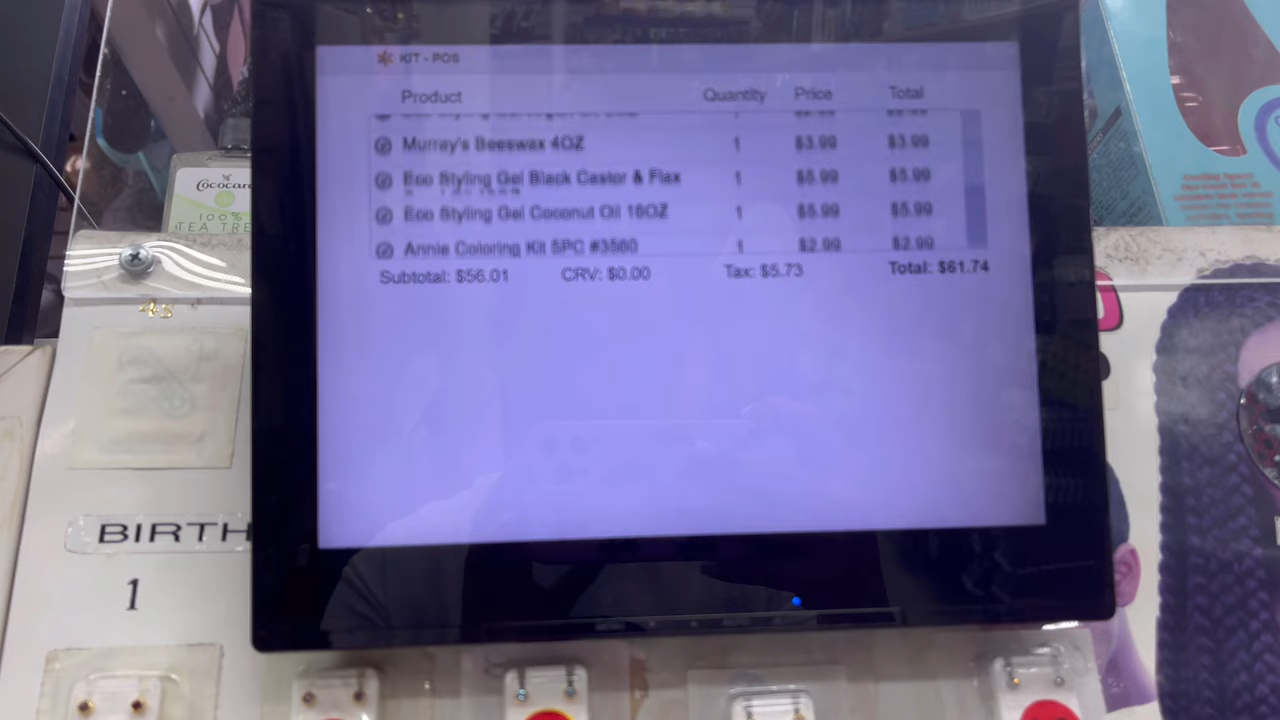 KIT - POS
Product Quantity Price Total
Murray's Beeswax 4OZ 1 $3.99 $3.99
Eco Styling Gel Black Castor & Flax 1 $5.99 $5.99
Eco Styling Gel Coconut Oil 16OZ 1 $5.99 $5.99
Annie Coloring Kit 5PC #3560 1 $2.99 $2.99
Subtotal: $56.01 CRV: $0.00 Tax: $5.73 Total: $61.74
100%
TEA TRE
BIRTH
1